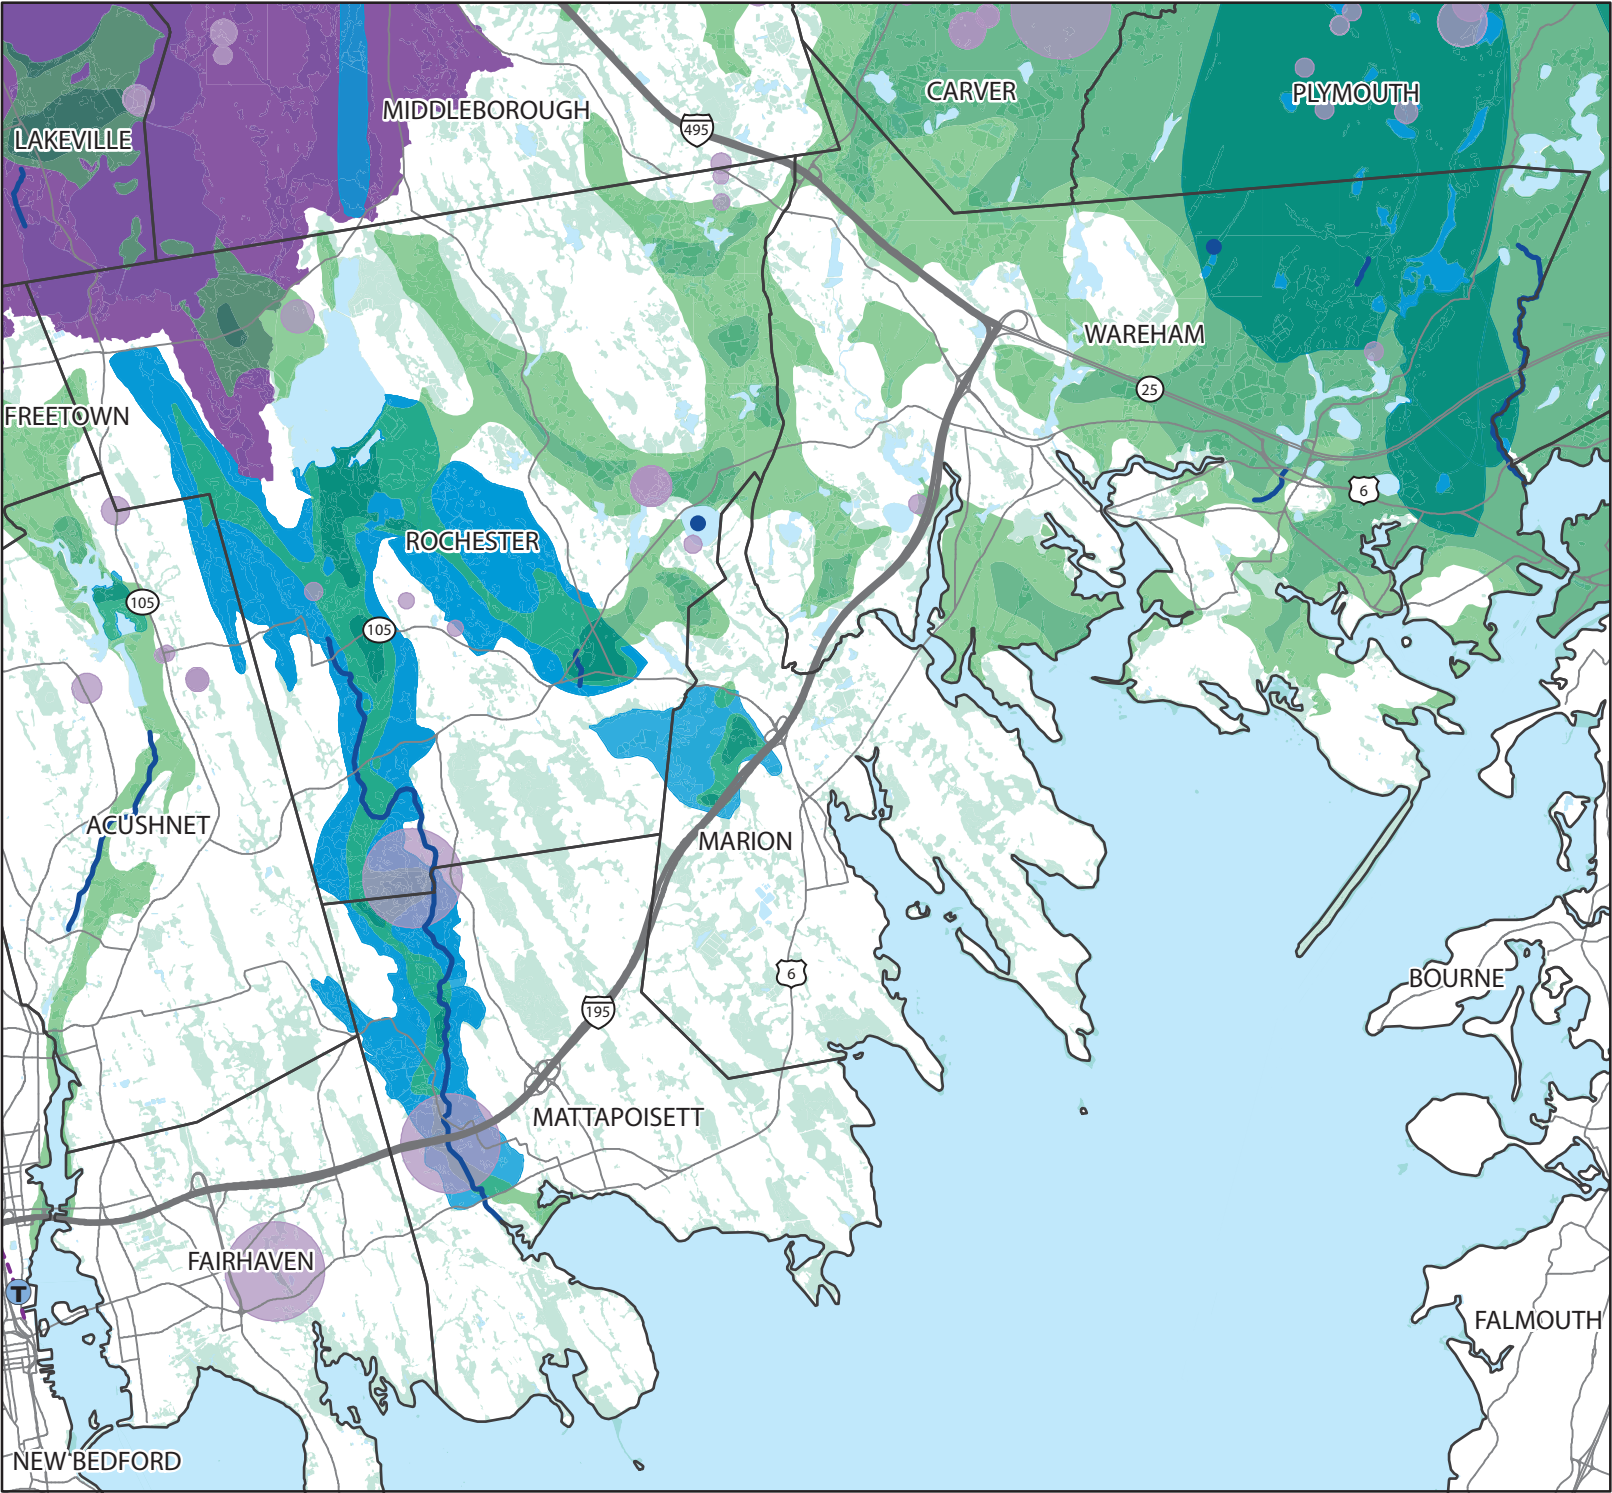 CARVER
PLYMOUTH
MIDDLEBOROUGH
495
LAKEVILLE
WAREHAM
25
FREETOWN
6
ROCHESTER
105
105
ACUSHNET
MARION
6
BOURNE
195
MATTAPOISETT
FAIRHAVEN
T
FALMOUTH
NEW BEDFORD